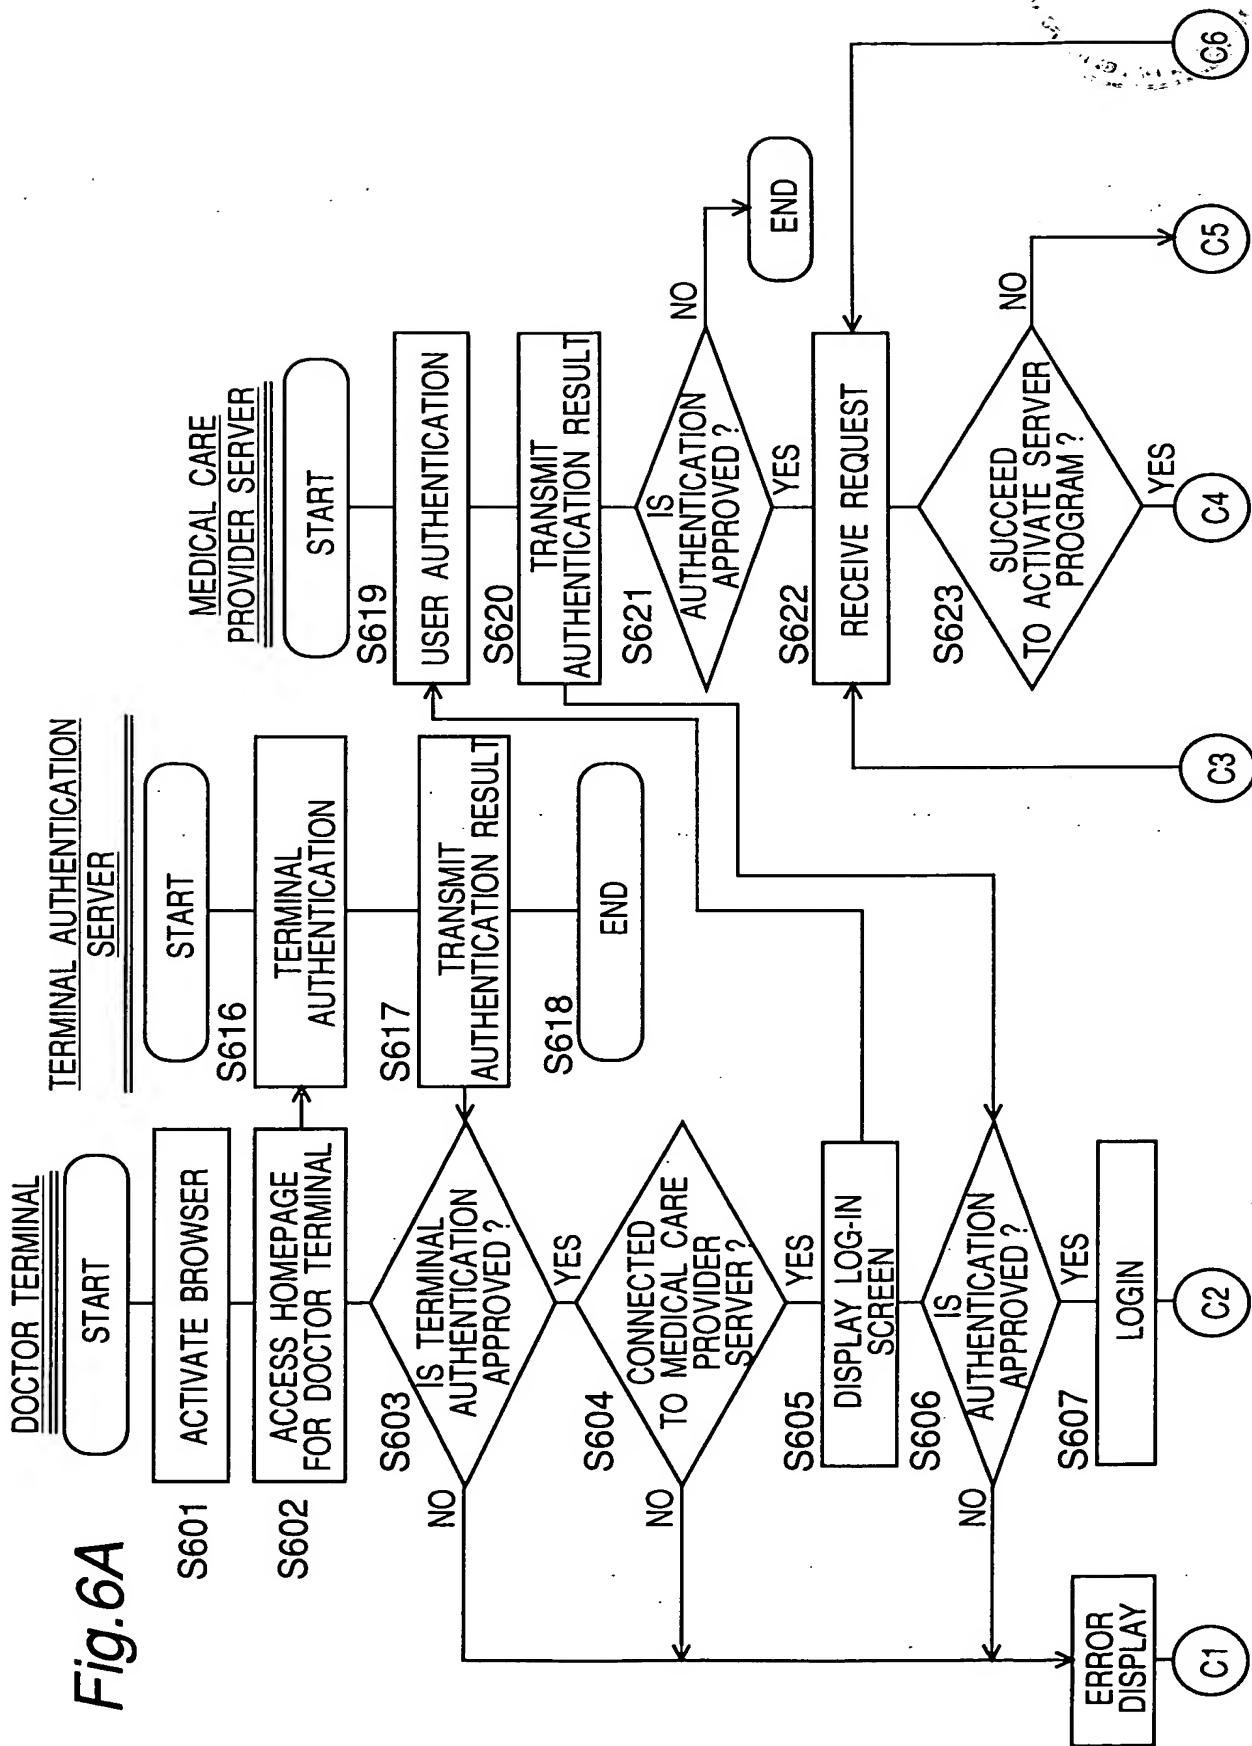 Fig.6A
DOCTOR TERMINAL
START
S601
ACTIVATE BROWSER
S602
ACCESS HOMEPAGE
FOR DOCTOR TERMINAL
S603
IS TERMINAL
AUTHENTICATION
APPROVED?
NO
YES
S604
CONNECTED
TO MEDICAL CARE
PROVIDER
SERVER?
NO
YES
S605
DISPLAY LOG-IN
SCREEN
S606
IS
AUTHENTICATION
APPROVED?
NO
YES
S607
LOGIN
C2
ERROR
DISPLAY
C1
TERMINAL AUTHENTICATION
SERVER
START
S616
TERMINAL
AUTHENTICATION
S617
TRANSMIT
AUTHENTICATION RESULT
S618
END
MEDICAL CARE
PROVIDER SERVER
START
S619
USER AUTHENTICATION
S620
TRANSMIT
AUTHENTICATION RESULT
S621
IS
AUTHENTICATION
APPROVED?
NO
END
YES
S622
RECEIVE REQUEST
S623
SUCCEED
TO ACTIVATE SERVER
PROGRAM?
NO
YES
C3
C4
C5
C6